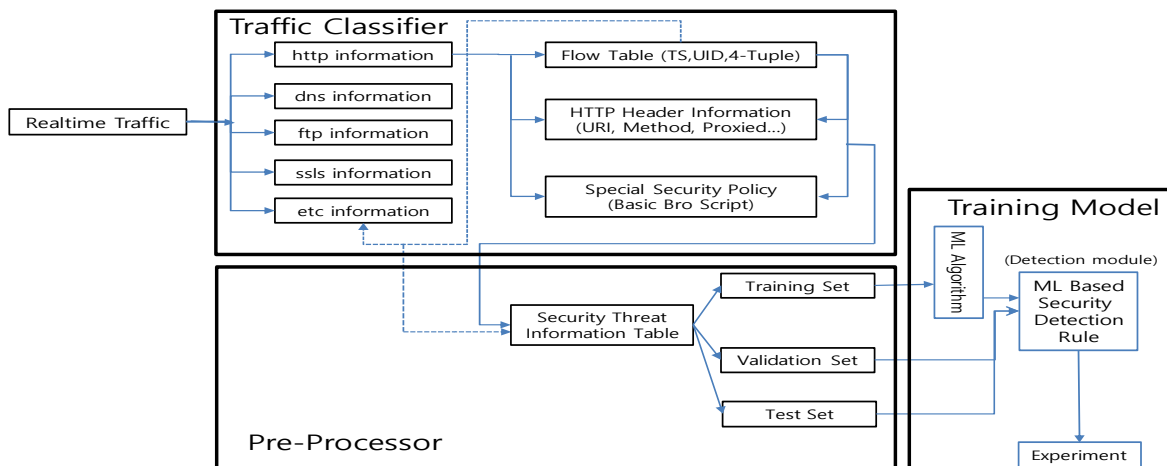 Traffic Classifier
http information
Flow Table (TS,UID,4-Tuple)
dns information
HTTP Header Information
(URI, Method, Proxied...)
Realtime Traffic
ftp information
ssls information
Special Security Policy
(Basic Bro Script)
etc information
Training Model
ML Algorithm
(Detection module)
ML Based
Security
Detection
Rule
Training Set
Security Threat
Information Table
Validation Set
Test Set
Pre-Processor
Experiment